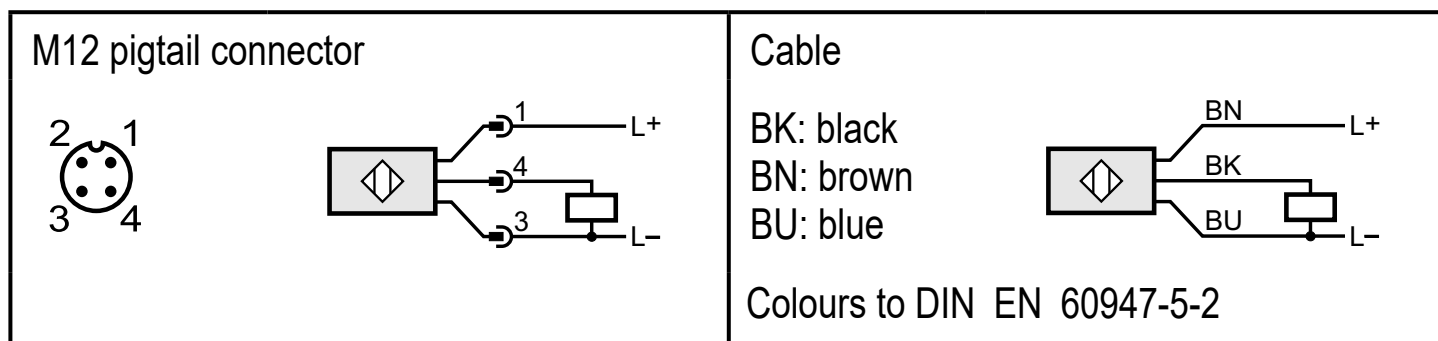 M12 pigtail connector
2 1
3 4
1 L+
4
3 L–
Cable
BK: black
BN: brown
BU: blue
BN L+
BK
BU L–
Colours to DIN EN 60947-5-2